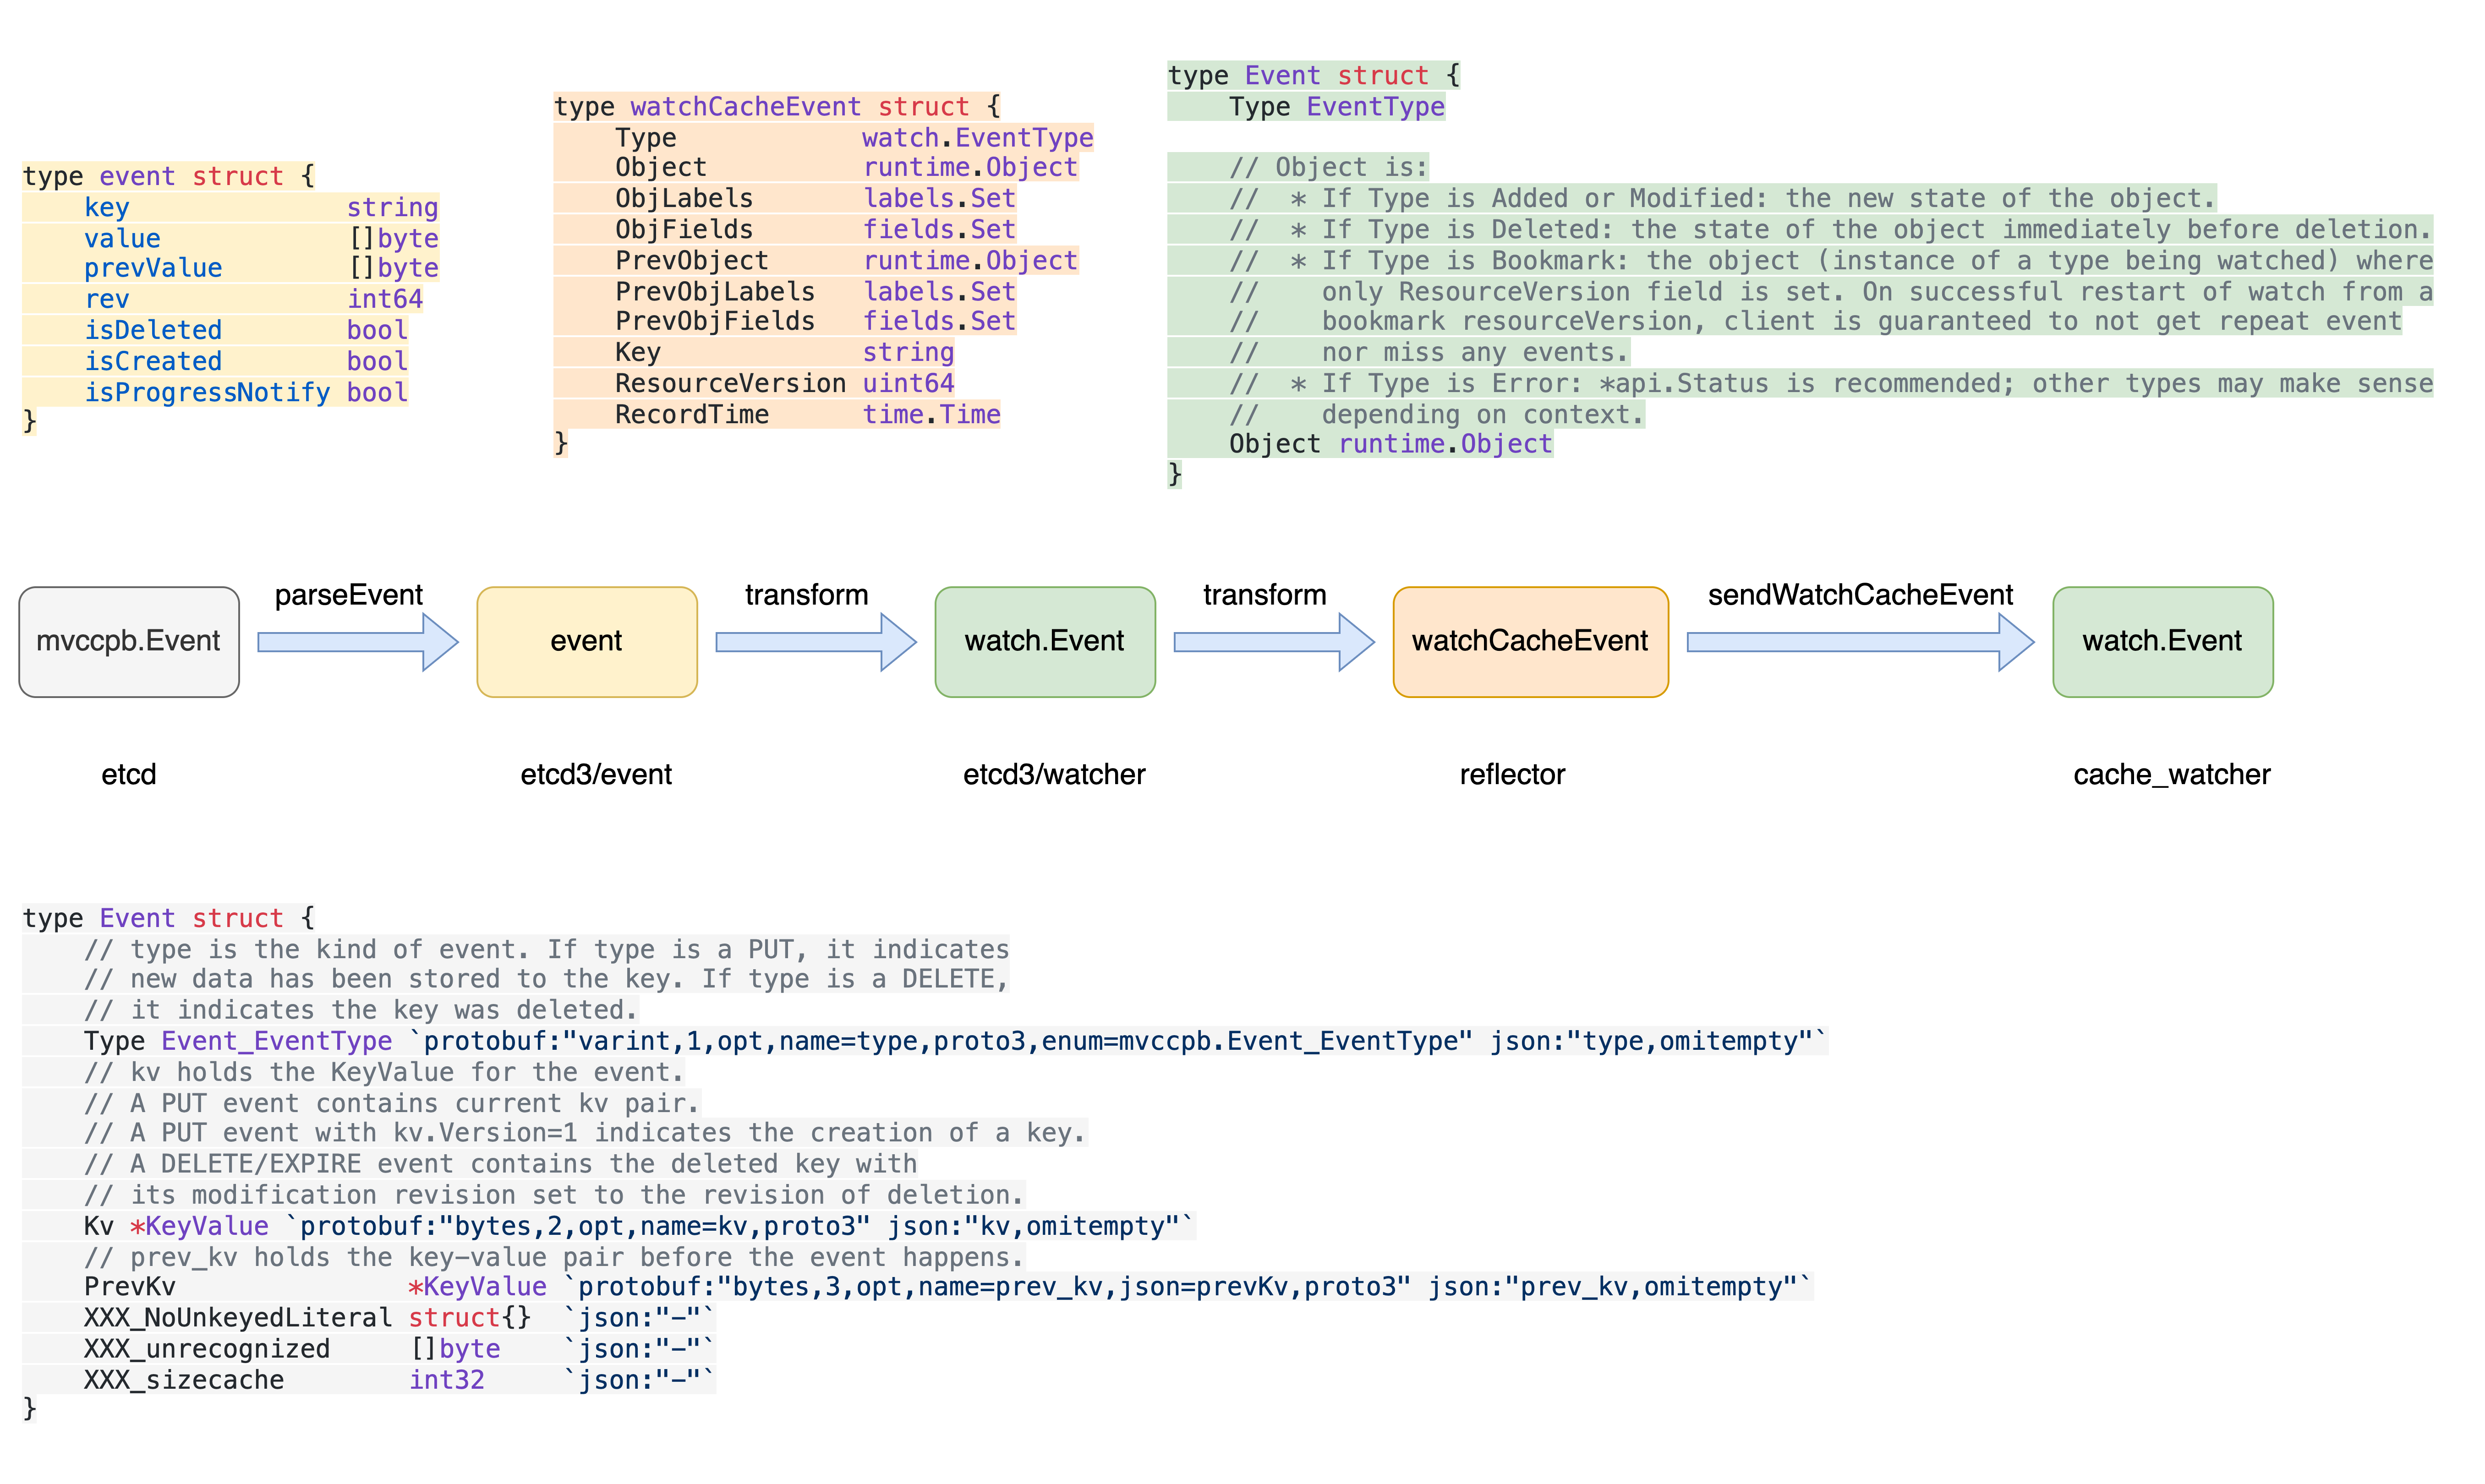 type event struct {
    key              string
    value            []byte
    prevValue        []byte
    rev              int64
    isDeleted        bool
    isCreated        bool
    isProgressNotify bool
}
type watchCacheEvent struct {
    Type            watch.EventType
    Object          runtime.Object
    ObjLabels       labels.Set
    ObjFields       fields.Set
    PrevObject      runtime.Object
    PrevObjLabels   labels.Set
    PrevObjFields   fields.Set
    Key             string
    ResourceVersion uint64
    RecordTime      time.Time
}
type Event struct {
    Type EventType
    // Object is:
    //  * If Type is Added or Modified: the new state of the object.
    //  * If Type is Deleted: the state of the object immediately before deletion.
    //  * If Type is Bookmark: the object (instance of a type being watched) where
    //    only ResourceVersion field is set. On successful restart of watch from a
    //    bookmark resourceVersion, client is guaranteed to not get repeat event
    //    nor miss any events.
    //  * If Type is Error: *api.Status is recommended; other types may make sense
    //    depending on context.
    Object runtime.Object
}
mvccpb.Event
parseEvent
event
transform
watch.Event
transform
watchCacheEvent
sendWatchCacheEvent
watch.Event
etcd
etcd3/event
etcd3/watcher
reflector
cache_watcher
type Event struct {
    // type is the kind of event. If type is a PUT, it indicates
    // new data has been stored to the key. If type is a DELETE,
    // it indicates the key was deleted.
    Type Event_EventType `protobuf:"varint,1,opt,name=type,proto3,enum=mvccpb.Event_EventType" json:"type,omitempty"`
    // kv holds the KeyValue for the event.
    // A PUT event contains current kv pair.
    // A PUT event with kv.Version=1 indicates the creation of a key.
    // A DELETE/EXPIRE event contains the deleted key with
    // its modification revision set to the revision of deletion.
    Kv *KeyValue `protobuf:"bytes,2,opt,name=kv,proto3" json:"kv,omitempty"`
    // prev_kv holds the key-value pair before the event happens.
    PrevKv               *KeyValue `protobuf:"bytes,3,opt,name=prev_kv,json=prevKv,proto3" json:"prev_kv,omitempty"`
    XXX_NoUnkeyedLiteral struct{}  `json:"-"`
    XXX_unrecognized     []byte    `json:"-"`
    XXX_sizecache        int32     `json:"-"`
}